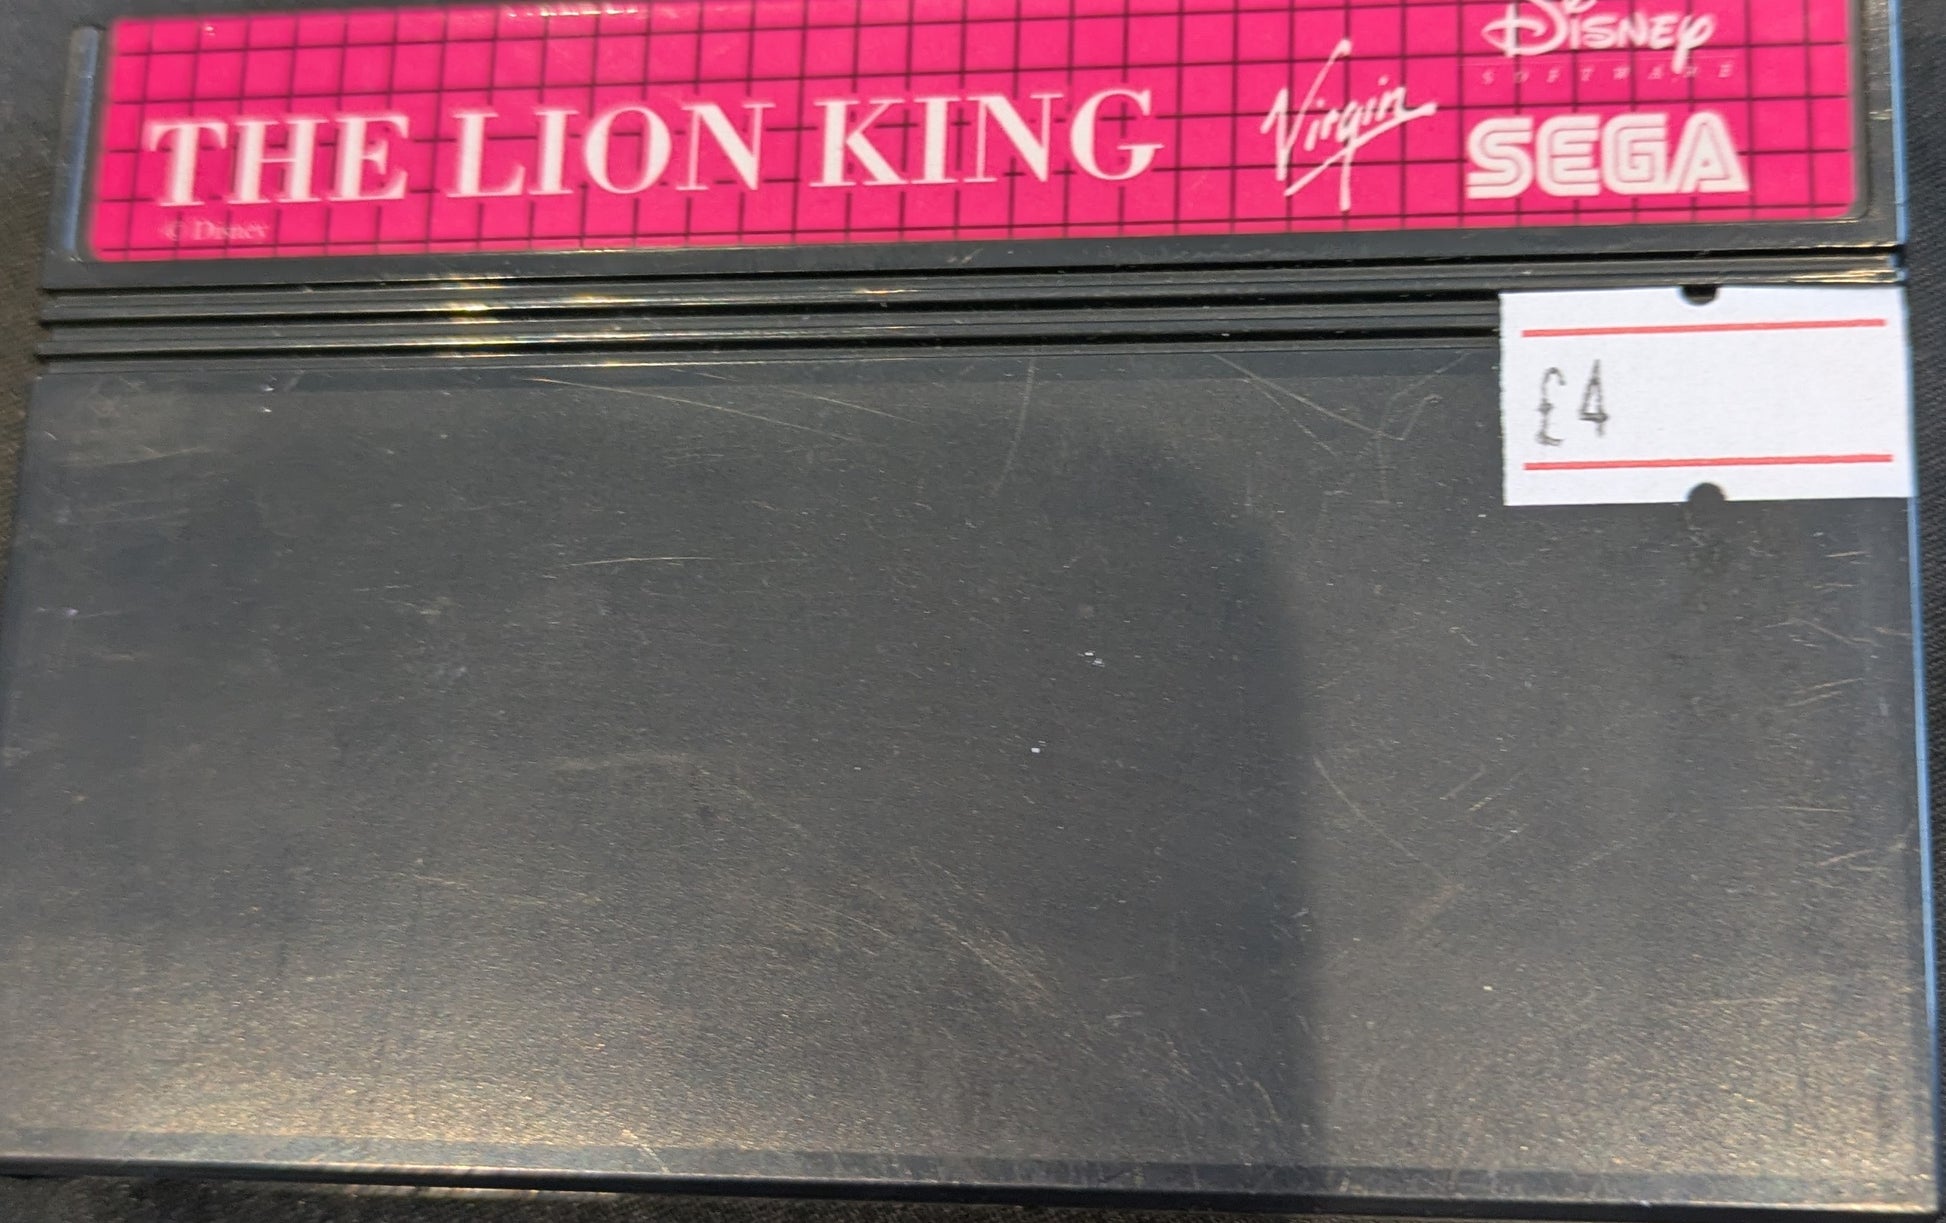 Disney
SOFTWARE
THE LION KING
Virgin
SEGA
© Disney
£4